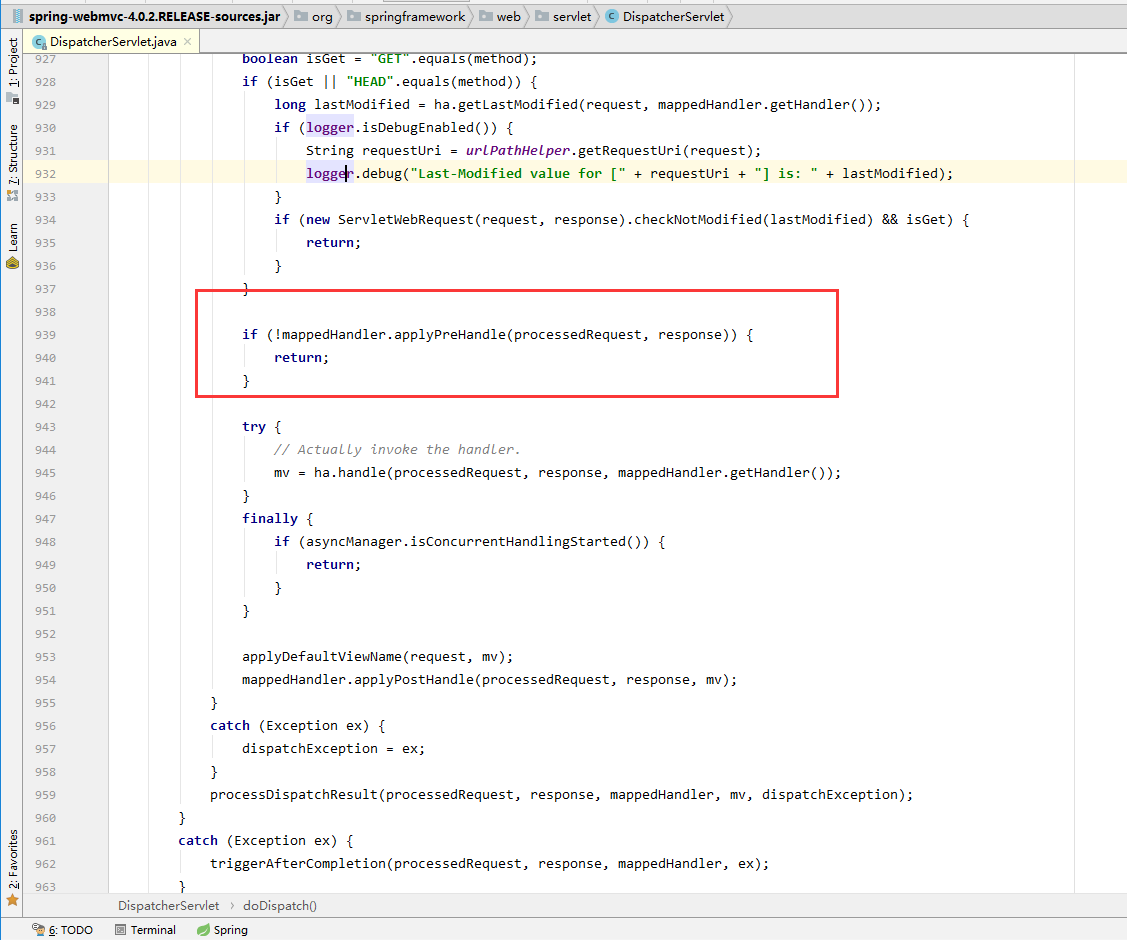 spring-webmvc-4.0.2.RELEASE-sources.jar org springframework web servlet DispatcherServlet
DispatcherServlet.java
1: Project
7: Structure
Learn
2: Favorites
927 boolean isGet = "GET".equals(method);
928 if (isGet || "HEAD".equals(method)) {
929 long lastModified = ha.getLastModified(request, mappedHandler.getHandler());
930 if (logger.isDebugEnabled()) {
931 String requestUri = urlPathHelper.getRequestUri(request);
932 logger.debug("Last-Modified value for [" + requestUri + "] is: " + lastModified);
933 }
934 if (new ServletWebRequest(request, response).checkNotModified(lastModified) && isGet) {
935 return;
936 }
937 }
938
939 if (!mappedHandler.applyPreHandle(processedRequest, response)) {
940 return;
941 }
942
943 try {
944 // Actually invoke the handler.
945 mv = ha.handle(processedRequest, response, mappedHandler.getHandler());
946 }
947 finally {
948 if (asyncManager.isConcurrentHandlingStarted()) {
949 return;
950 }
951 }
952
953 applyDefaultViewName(request, mv);
954 mappedHandler.applyPostHandle(processedRequest, response, mv);
955 }
956 catch (Exception ex) {
957 dispatchException = ex;
958 }
959 processDispatchResult(processedRequest, response, mappedHandler, mv, dispatchException);
960 }
961 catch (Exception ex) {
962 triggerAfterCompletion(processedRequest, response, mappedHandler, ex);
963 }
DispatcherServlet › doDispatch()
6: TODO Terminal Spring